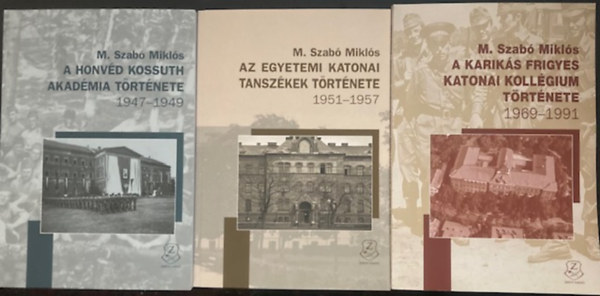 M. Szabó Miklós
A HONVÉD KOSSUTH
AKADÉMIA TÖRTÉNETE
1947–1949
M. Szabó Miklós
AZ EGYETEMI KATONAI
TANSZÉKEK TÖRTÉNETE
1951–1957
M. Szabó Miklós
A KARIKÁS FRIGYES
KATONAI KOLLÉGIUM
TÖRTÉNETE
1969–1991